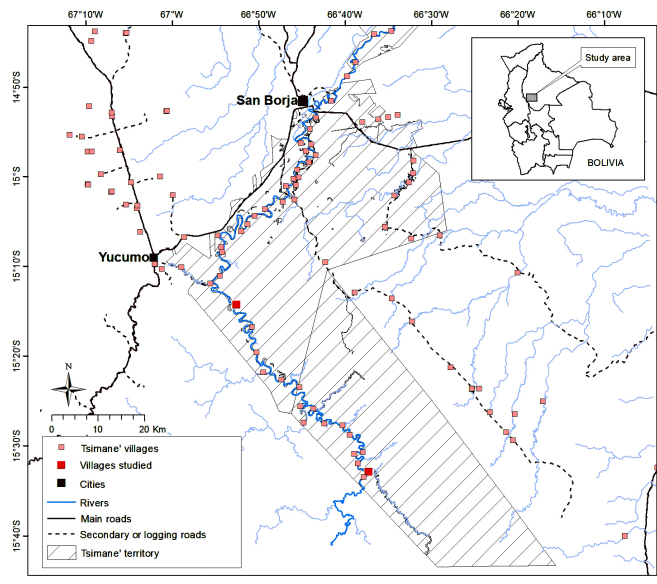 67°10'W 67°W 66°50'W 66°40'W 66°30'W 66°20'W 66°10'W
14°50'S
15°S
15°10'S
15°20'S
15°30'S
15°40'S
San Borja
Yucumo
Study area
BOLIVIA
N
0 5 10 20 Km
Tsimane' villages
Villages studied
Cities
Rivers
Main roads
Secondary or logging roads
Tsimane' territory